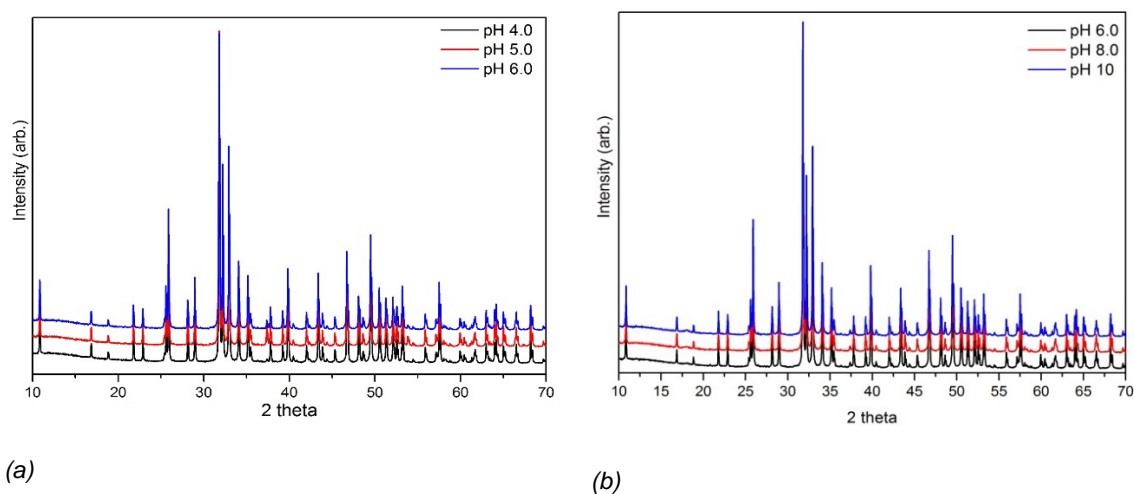 pH 4.0
pH 5.0
pH 6.0
Intensity (arb.)
10 20 30 40 50 60 70
2 theta
(a)
pH 6.0
pH 8.0
pH 10
Intensity (arb.)
10 15 20 25 30 35 40 45 50 55 60 65 70
2 theta
(b)